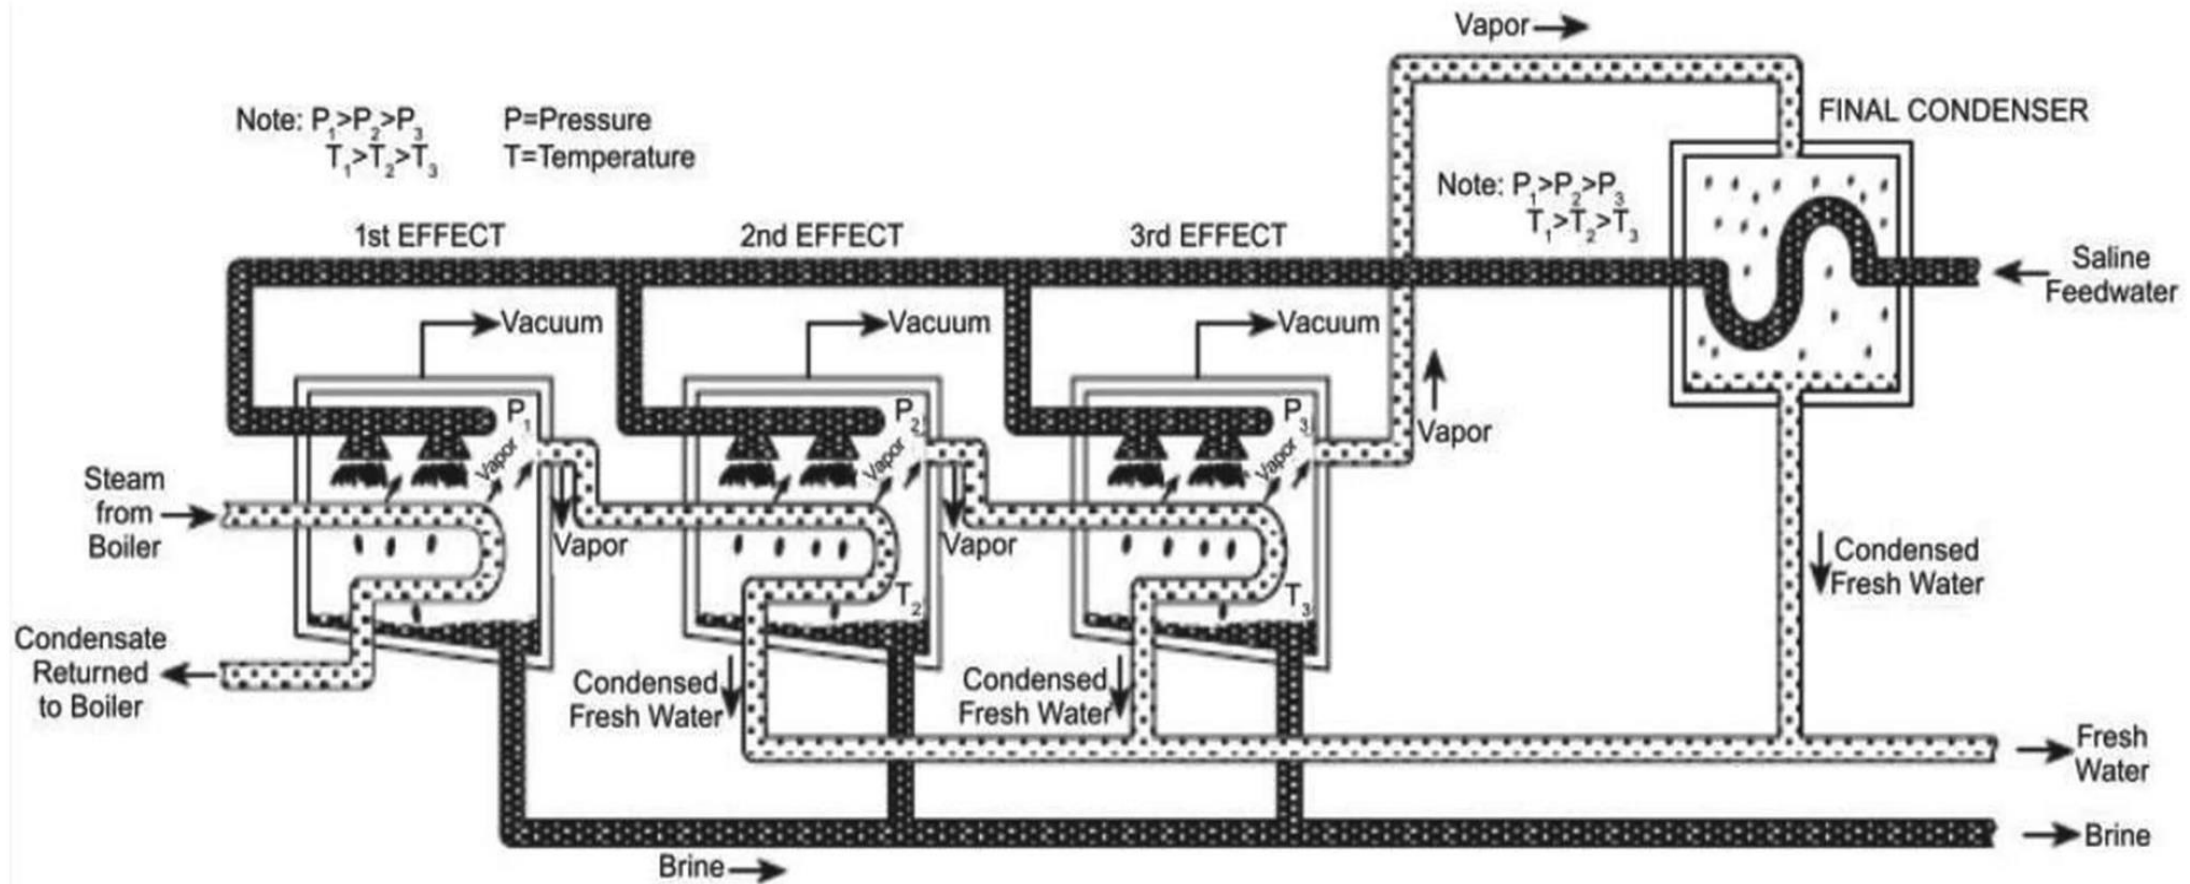 Vapor
Note: P1>P2>P3
T1>T2>T3
P=Pressure
T=Temperature
FINAL CONDENSER
Note: P1>P2>P3
T1>T2>T3
1st EFFECT
2nd EFFECT
3rd EFFECT
Saline
Feedwater
Vacuum
Vacuum
Vacuum
P1
Vapor
P2
Vapor
P3
Vapor
Vapor
Steam
from
Boiler
Vapor
Vapor
T2
T3
Condensed
Fresh Water
Condensate
Returned
to Boiler
Condensed
Fresh Water
Condensed
Fresh Water
Fresh
Water
Brine
Brine